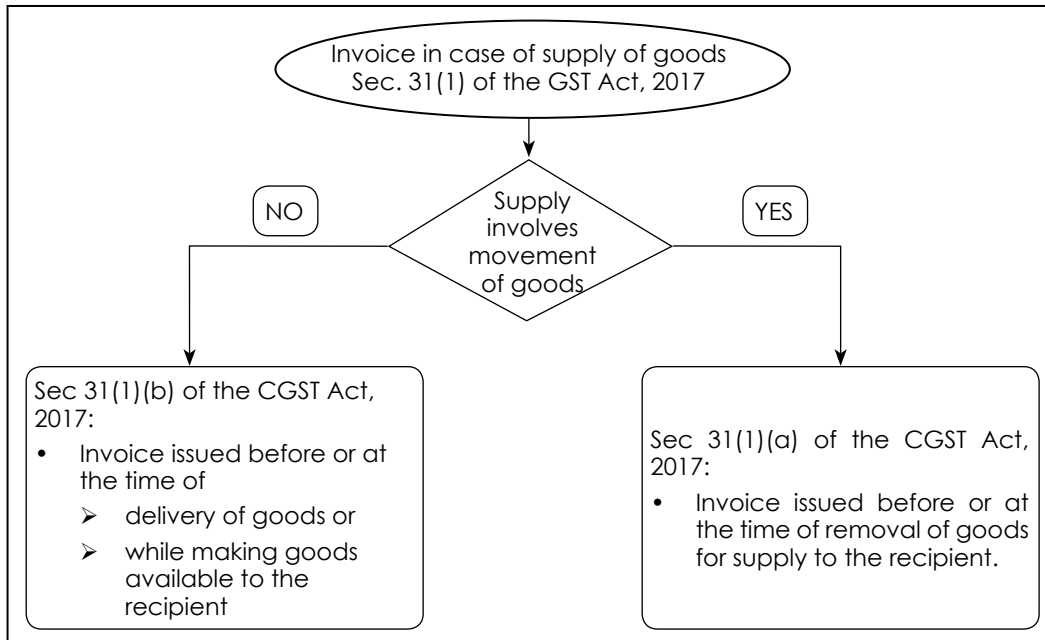 Invoice in case of supply of goods
Sec. 31(1) of the GST Act, 2017
Supply
involves
movement
of goods
NO
YES
Sec 31(1)(b) of the CGST Act,
2017:
• Invoice issued before or at
the time of
➢ delivery of goods or
➢ while making goods
available to the
recipient
Sec 31(1)(a) of the CGST Act,
2017:
• Invoice issued before or at
the time of removal of goods
for supply to the recipient.